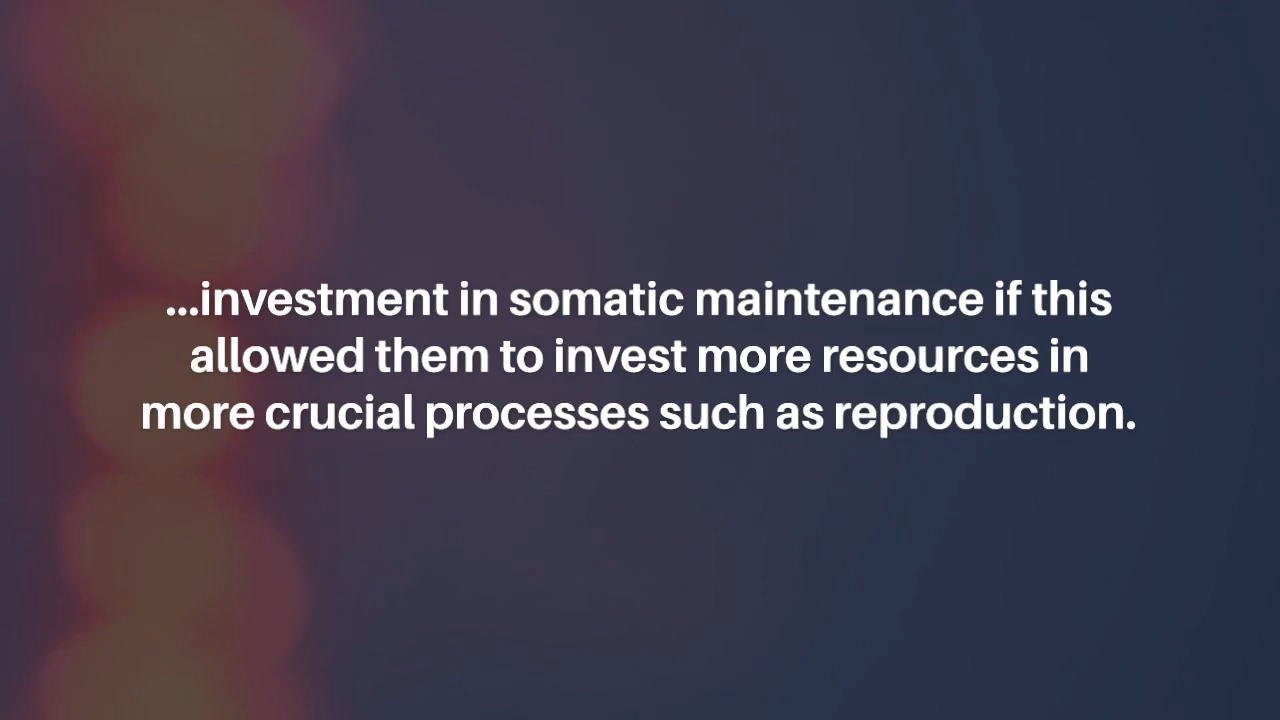 ...investment in somatic maintenance if this
allowed them to invest more resources in
more crucial processes such as reproduction.